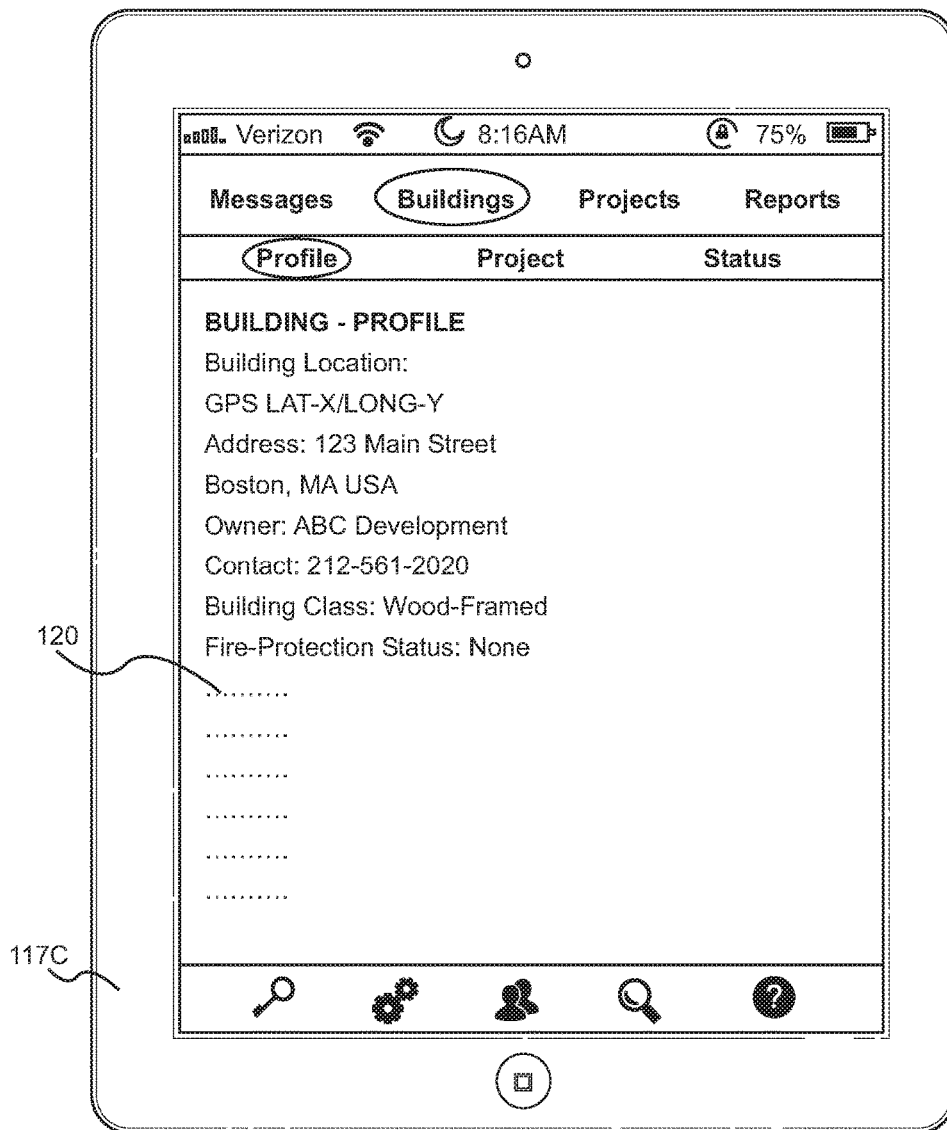 Verizon 8:16AM 75%
Messages Buildings Projects Reports
Profile Project Status
BUILDING - PROFILE
Building Location:
GPS LAT-X/LONG-Y
Address: 123 Main Street
Boston, MA USA
Owner: ABC Development
Contact: 212-561-2020
Building Class: Wood-Framed
Fire-Protection Status: None
120
..........
..........
..........
..........
..........
..........
117C
?